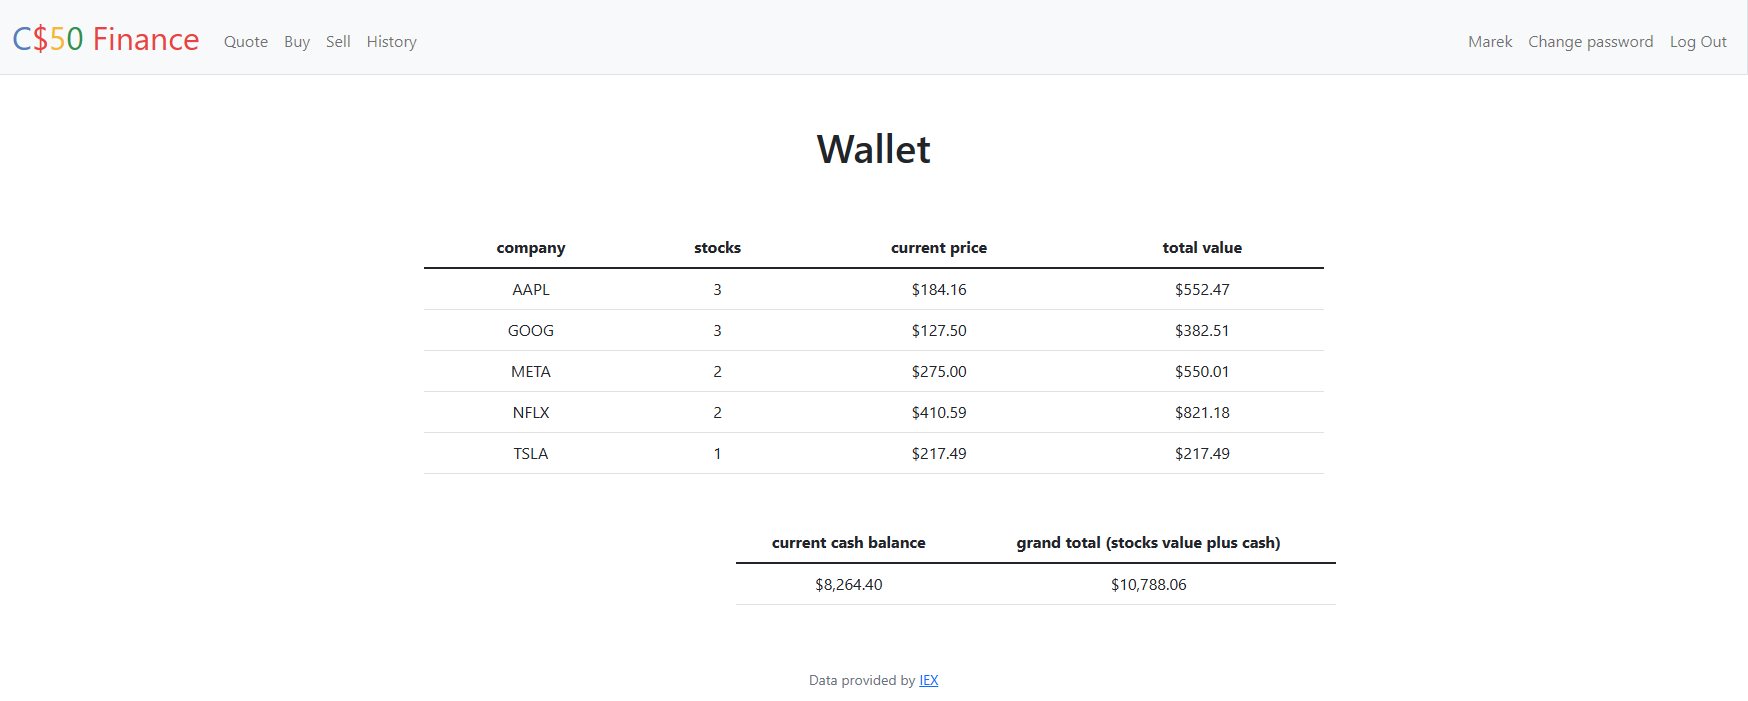 C$50 Finance Quote Buy Sell History Marek Change password Log Out
Wallet
company stocks current price total value
AAPL 3 $184.16 $552.47
GOOG 3 $127.50 $382.51
META 2 $275.00 $550.01
NFLX 2 $410.59 $821.18
TSLA 1 $217.49 $217.49
current cash balance grand total (stocks value plus cash)
$8,264.40 $10,788.06
Data provided by IEX